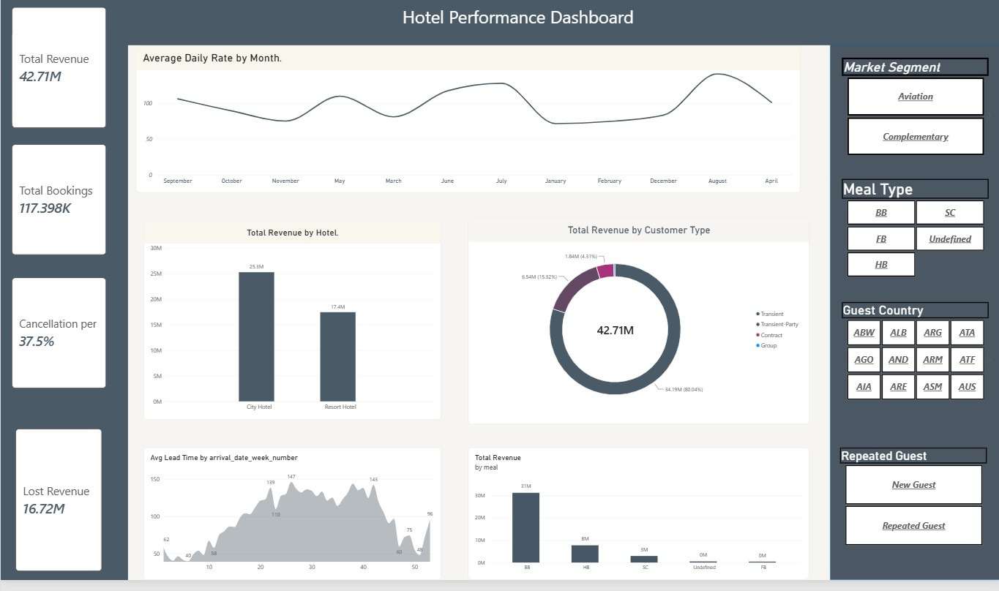 Hotel Performance Dashboard
Total Revenue
42.71M
Total Bookings
117.398K
Cancellation per
37.5%
Lost Revenue
16.72M
Average Daily Rate by Month.
100
50
0
September October November May March June July January February December August April
Total Revenue by Hotel.
30M
25M
20M
15M
10M
5M
0M
25.3M
17.4M
City Hotel Resort Hotel
Total Revenue by Customer Type
1.84M (4.31%)
6.54M (15.32%)
42.71M
34.19M (80.04%)
Transient
Transient-Party
Contract
Group
Avg Lead Time by arrival_date_week_number
150
100
50
62
40
58
139
110
147
143
60
75
48
96
10 20 30 40 50
Total Revenue
by meal
30M
20M
10M
0M
31M
8M
3M
0M
0M
BB HB SC Undefined FB
Market Segment
Aviation
Complementary
Meal Type
BB SC
FB Undefined
HB
Guest Country
ABW ALB ARG ATA
AGO AND ARM ATF
AIA ARE ASM AUS
Repeated Guest
New Guest
Repeated Guest